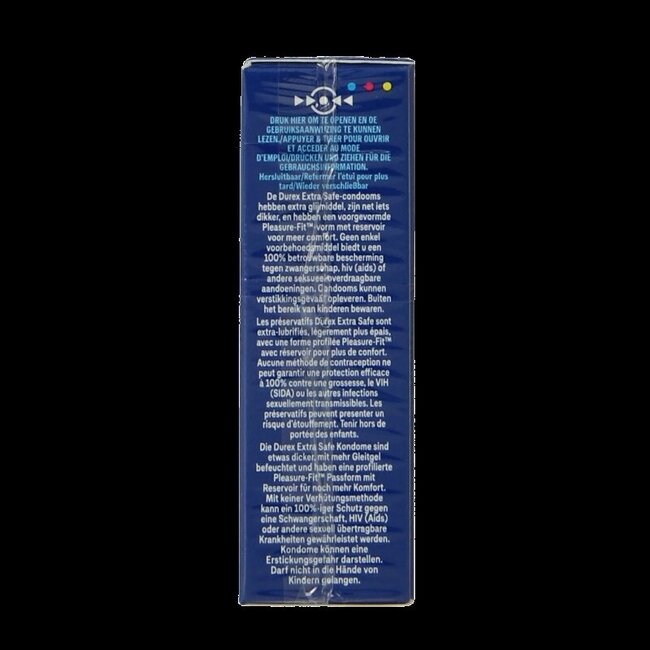 DRUK HIER OM TE OPENEN EN DE
GEBRUIKSAANWIJZING TE KUNNEN
LEZEN./APPUYER & TIRER POUR OUVRIR
ET ACCEDER AU MODE
D'EMPLOI/DRÜCKEN UND ZIEHEN FÜR DIE
GEBRAUCHSINFORMATION.
Hersluitbaar/Refermer l'étui pour plus
tard/Wieder verschließbar
De Durex Extra Safe-condooms
hebben extra glijmiddel, zijn net iets
dikker, en hebben een voorgevormde
Pleasure-Fit™-vorm met reservoir
voor meer comfort. Geen enkel
voorbehoedmiddel biedt u een
100% betrouwbare bescherming
tegen zwangerschap, hiv (aids) of
andere seksueel overdraagbare
aandoeningen. Condooms kunnen
verstikkingsgevaar opleveren. Buiten
het bereik van kinderen bewaren.
Les préservatifs Durex Extra Safe sont
extra-lubrifiés, légèrement plus épais,
avec une forme profilée Pleasure-Fit™
avec réservoir pour plus de confort.
Aucune méthode de contraception ne
peut garantir une protection efficace
à 100% contre une grossesse, le VIH
(SIDA) ou les autres infections
sexuellement transmissibles. Les
préservatifs peuvent présenter un
risque d'étouffement. Tenir hors de
portée des enfants.
Die Durex Extra Safe Kondome sind
etwas dicker, mit mehr Gleitgel
befeuchtet und haben eine profilierte
Pleasure-Fit™ Passform mit
Reservoir für noch mehr Komfort.
Mit keiner Verhütungsmethode
kann ein 100%-iger Schutz gegen
eine Schwangerschaft, HIV (Aids)
oder andere sexuell übertragbare
Krankheiten gewährleistet werden.
Kondome können eine
Erstickungsgefahr darstellen.
Darf nicht in die Hände von
Kindern gelangen.